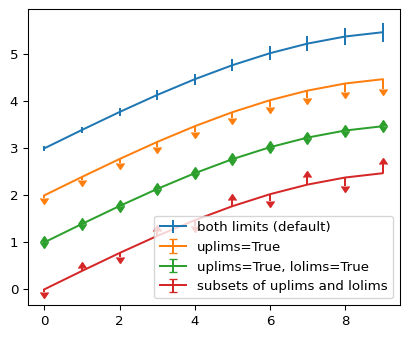 5
4
3
2
1
0
both limits (default)
uplims=True
uplims=True, lolims=True
subsets of uplims and lolims
0 2 4 6 8